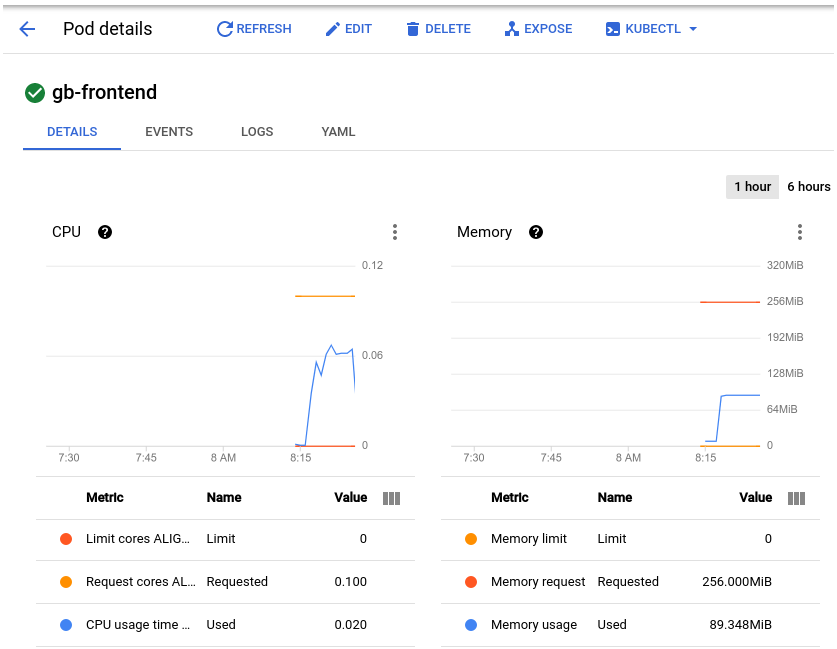 Pod details REFRESH EDIT DELETE EXPOSE KUBECTL
gb-frontend
DETAILS EVENTS LOGS YAML
1 hour 6 hours
CPU
0.12
0.06
0
7:30 7:45 8 AM 8:15
Metric Name Value
Limit cores ALIG... Limit 0
Request cores AL... Requested 0.100
CPU usage time ... Used 0.020
Memory
320MiB
256MiB
192MiB
128MiB
64MiB
0
7:30 7:45 8 AM 8:15
Metric Name Value
Memory limit Limit 0
Memory request Requested 256.000MiB
Memory usage Used 89.348MiB